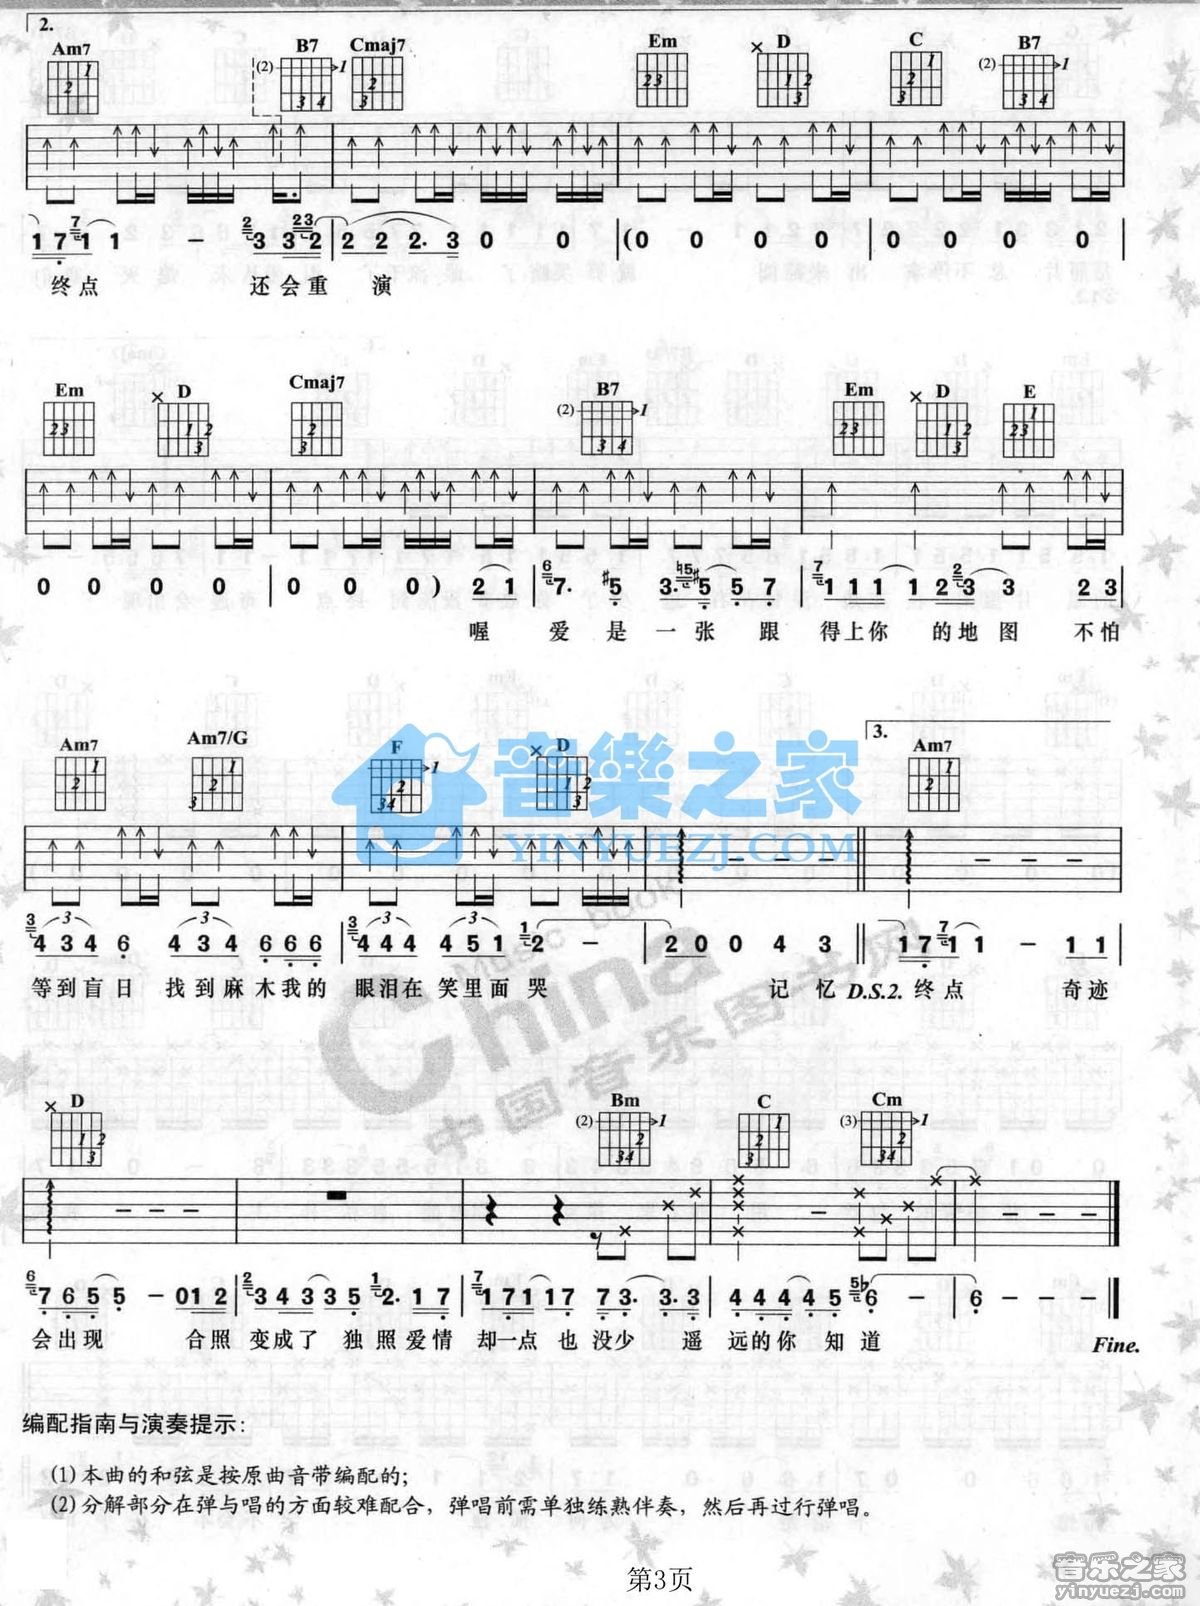 2.
Am7 B7 Cmaj7 Em D C B7
(2) 1 (2) 1
1 7 1 1 - 3 3 2 2 2 2. 3 0 0 (0 0 0 0 0 0 0 0
终点 还会重 演
Em D Cmaj7 B7 Em D E
(2) 1
0 0 0 0 0 0 0) 2 1 7. #5 3. #5 5 7 1 1 1 1 2 3 3 2 3
喔 爱 是 一 张 跟 得上你 的地 图 不怕
3.
Am7 Am7/G F D Am7
音樂之家
YINYUEZJ.COM
4 3 4 6 4 3 4 6 6 6 4 4 4 4 5 1 2 - 2 0 0 4 3 1 7 1 1 - 1 1
等到盲日 找到麻木我的 眼泪在 笑里面 哭 记 忆 D.S.2. 终点 奇迹
Music book
China
中国音乐图书网
D Bm C Cm
(2) 1 (3) 1
7 6 5 5 - 0 1 2 3 4 3 3 5 2. 1 7 1 7 1 1 7 7 3. 3. 3 4 4 4 4 5 6 - 6 - - -
会出现 合照 变成了 独照爱情 却一点 也没少 遥 远的你 知道
Fine.
编配指南与演奏提示:
(1)本曲的和弦是按原曲音带编配的;
(2)分解部分在弹与唱的方面较难配合，弹唱前需单独练熟伴奏，然后再过行弹唱。
第3页
音乐之家
yinyuezj.com